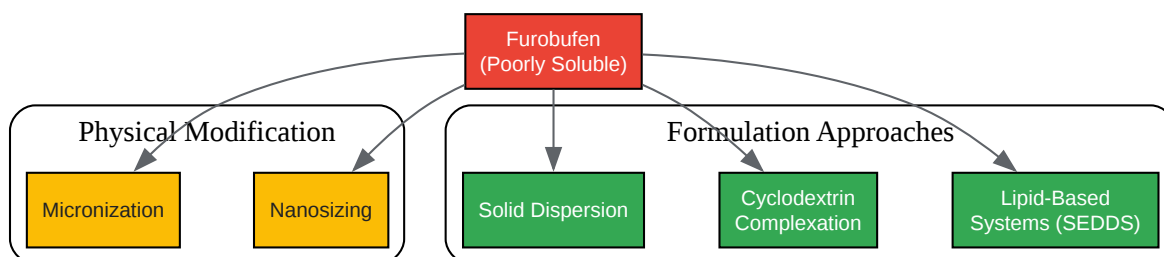 Furobufen
(Poorly Soluble)
Physical Modification
Formulation Approaches
Micronization
Nanosizing
Solid Dispersion
Cyclodextrin
Complexation
Lipid-Based
Systems (SEDDS)